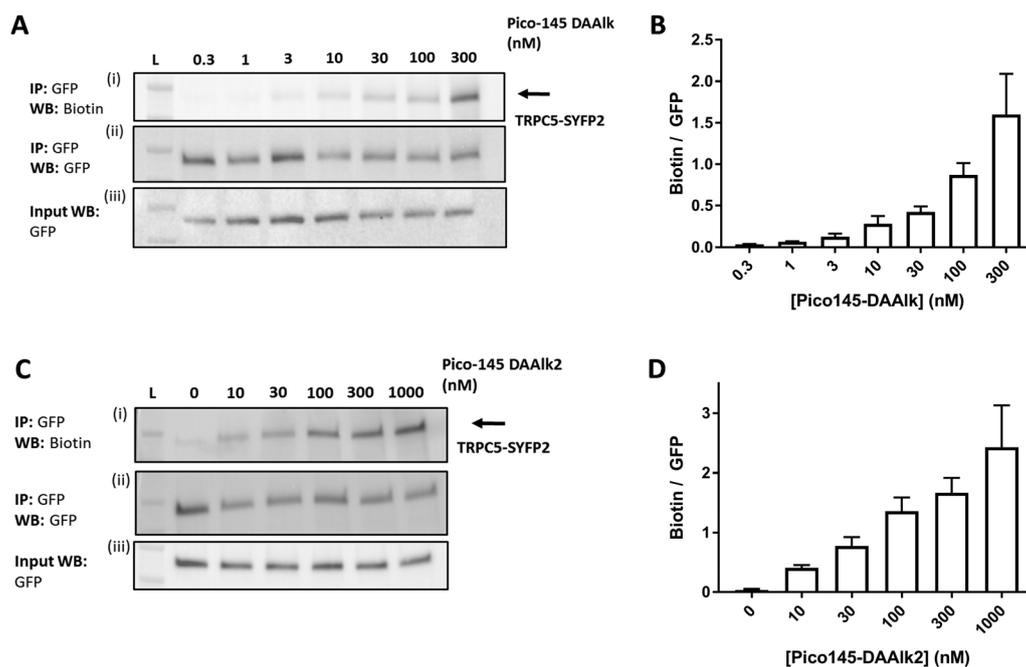 A
Pico-145 DAAlk
(nM)
L 0.3 1 3 10 30 100 300
(i)
IP: GFP
WB: Biotin
TRPC5-SYFP2
(ii)
IP: GFP
WB: GFP
(iii)
Input WB:
GFP
B
Biotin / GFP
2.5
2.0
1.5
1.0
0.5
0.0
0.3 1 3 10 30 100 300
[Pico145-DAAlk] (nM)
C
Pico-145 DAAlk2
(nM)
L 0 10 30 100 300 1000
(i)
IP: GFP
WB: Biotin
TRPC5-SYFP2
(ii)
IP: GFP
WB: GFP
(iii)
Input WB:
GFP
D
Biotin / GFP
3
2
1
0
0 10 30 100 300 1000
[Pico145-DAAlk2] (nM)